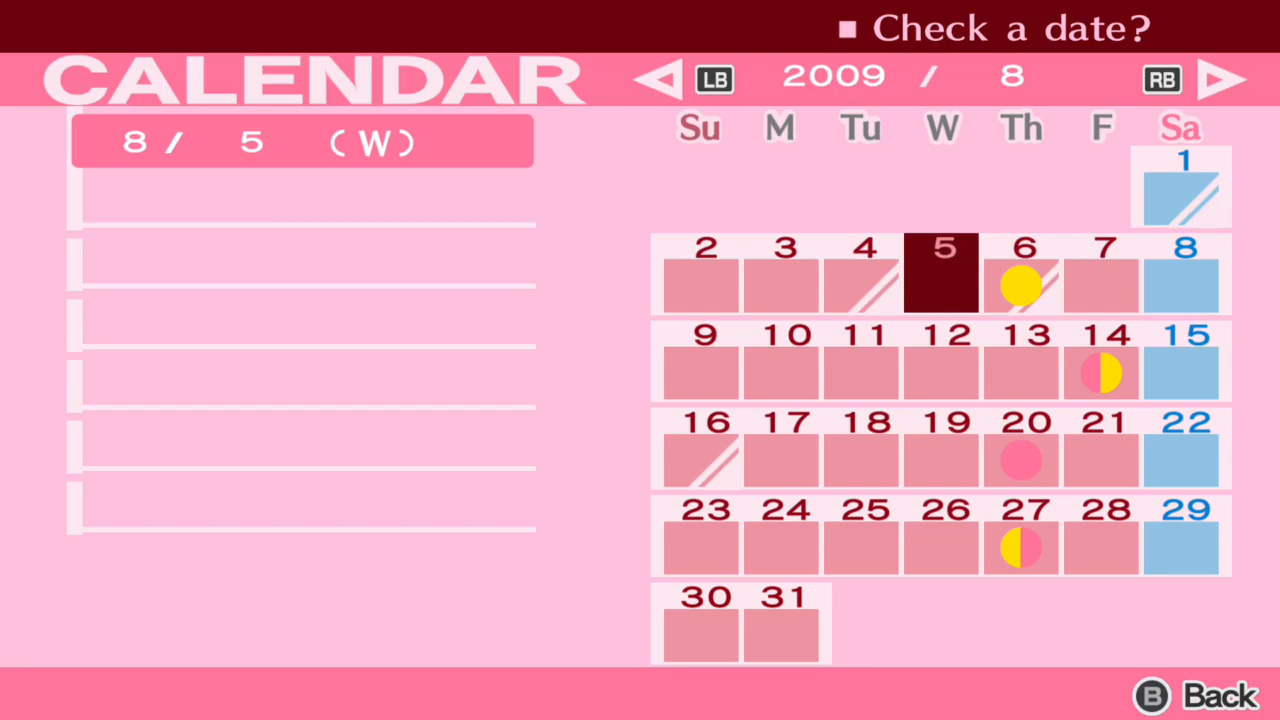 ■ Check a date?
CALENDAR LB 2009 / 8 RB
8 / 5 (W)
Su M Tu W Th F Sa
1
2 3 4 5 6 7 8
9 10 11 12 13 14 15
16 17 18 19 20 21 22
23 24 25 26 27 28 29
30 31
B Back